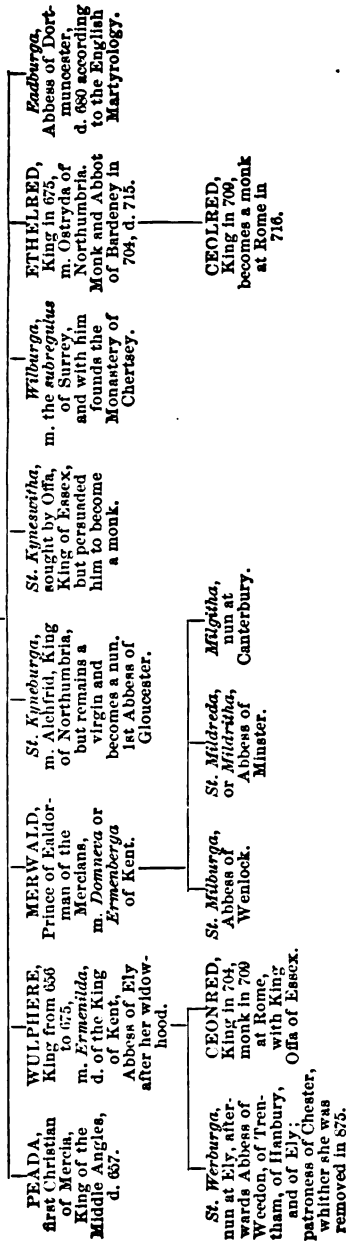 PEADA,
first Christian
of Mercia,
King of the
Middle Angles,
d. 657.
WULPHERE,
King from 656
to 675,
m. Ermenilda,
d. of the King
of Kent,
Abbess of Ely
after her widow-
hood.
MERWALD,
Prince of Ealdor-
man of the
Mercians,
m. Domneva or
Ermenberga
of Kent.
St. Kyneburga,
m. Alchfrid, King
of Northumbria,
but remains a
virgin and
becomes a nun.
1st Abbess of
Gloucester.
St. Kyneswitha,
sought by Offa,
King of Essex,
but persuaded
him to become
a monk.
Wilburga,
m. the subregulus
of Surrey,
and with him
founds the
Monastery of
Chertsey.
ETHELRED,
King in 675,
m. Ostryda of
Northumbria.
Monk and Abbot
of Bardeney in
704, d. 715.
Eadburga,
Abbess of Dort-
muncester,
d. 680 according
to the English
Martyrology.
St. Werburga,
nun at Ely, after-
wards Abbess of
Weedon, of Tren-
tham, of Hanbury,
and of Ely;
patroness of Chester,
whither she was
removed in 875.
CEONRED,
King in 704,
monk in 709
at Rome,
with King
Offa of Essex.
St. Milburga,
Abbess of
Wenlock.
St. Mildreda,
or Mildritha,
Abbess of
Minster.
Milgitha,
nun at
Canterbury.
CEOLRED,
King in 709,
becomes a monk
at Rome in
716.